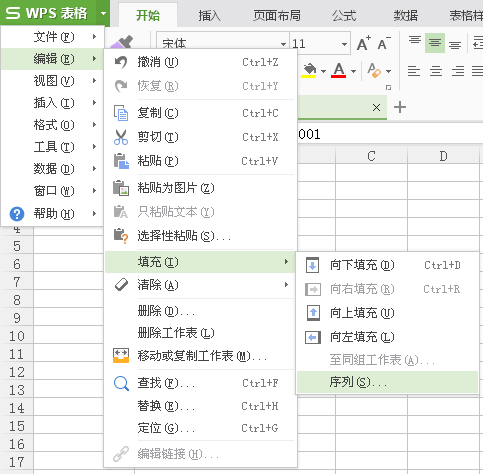 S WPS 表格
开始 插入 页面布局 公式 数据 表格样
文件(F)
编辑(E)
视图(V)
插入(I)
格式(O)
工具(T)
数据(D)
窗口(W)
帮助(H)
宋体 11 A+ A-
A
×
+
001
C D
撤消(U) Ctrl+Z
恢复(R) Ctrl+Y
复制(C) Ctrl+C
剪切(T) Ctrl+X
粘贴(P) Ctrl+V
粘贴为图片(Z)
只粘贴文本(Y)
选择性粘贴(S)...
填充(I)
清除(A)
删除(D)...
删除工作表(L)
移动或复制工作表(M)...
查找(F)... Ctrl+F
替换(E)... Ctrl+H
定位(G)... Ctrl+G
编辑链接(H)...
向下填充(D) Ctrl+D
向右填充(R) Ctrl+R
向上填充(U)
向左填充(L)
至同组工作表(A)...
序列(S)...
4
5
6
7
8
9
10
11
12
13
14
15
16
17